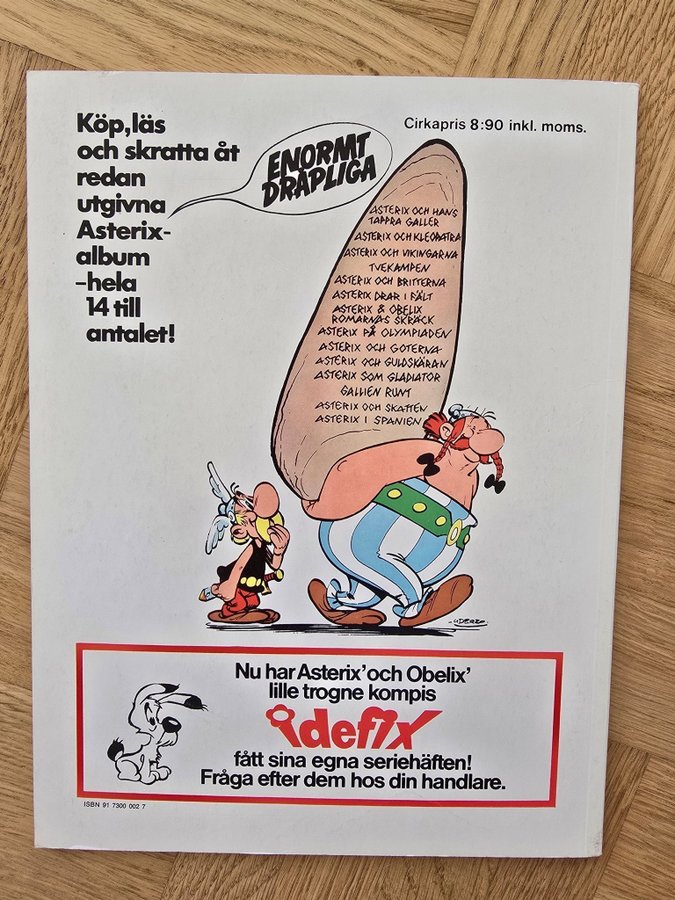 Köp,läs
och skratta åt
redan
utgivna
Asterix-
album
–hela
14 till
antalet!
ENORMT
DRÅPLIGA
Cirkapris 8:90 inkl. moms.
ASTERIX OCH HANS
TAPPRA GALLER
ASTERIX OCH KLEOPATRA
ASTERIX OCH VIKINGARNA
TVEKAMPEN
ASTERIX OCH BRITTERNA
ASTERIX DRAR I FÄLT
ASTERIX & OBELIX
ROMARNAS SKRÄCK
ASTERIX PÅ OLYMPIADEN
ASTERIX OCH GOTERNA
ASTERIX OCH GULDSKÄRAN
ASTERIX SOM GLADIATOR
GALLIEN RUNT
ASTERIX OCH SKATTEN
ASTERIX I SPANIEN
-UDERZO-
Nu har Asterix' och Obelix'
lille trogne kompis
idefix
fått sina egna seriehäften!
Fråga efter dem hos din handlare.
ISBN 91 7300 002 7